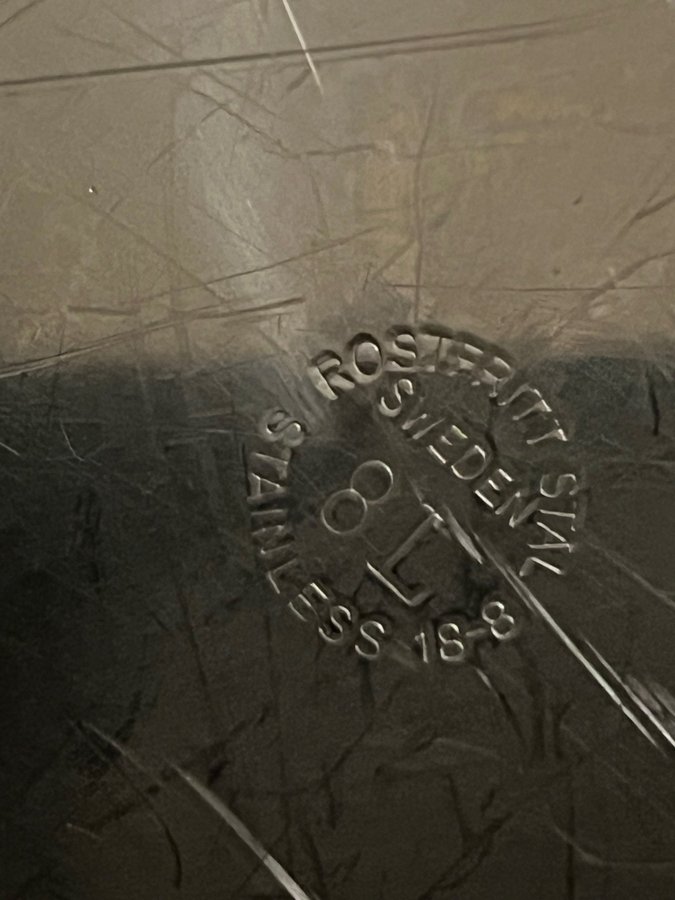 ROSTFRITT STÅL
SWEDEN
8
STAINLESS 18-8